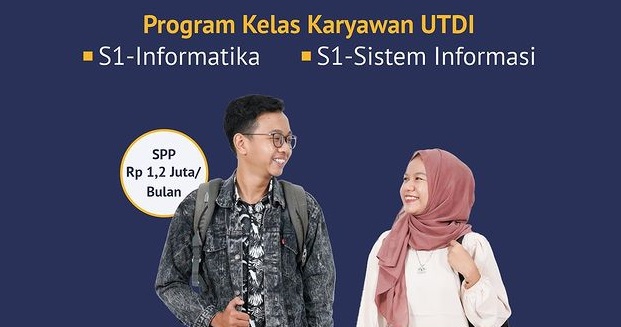 Program Kelas Karyawan UTDI
S1-Informatika S1-Sistem Informasi
SPP
Rp 1,2 Juta/
Bulan